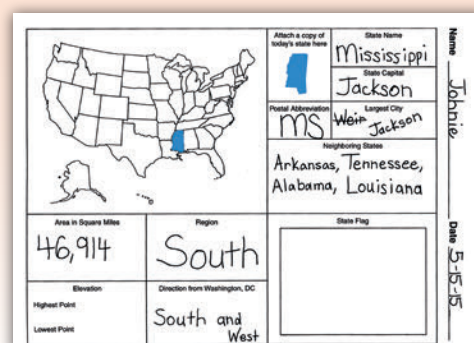 Attach a copy of
today's state here
State Name
Mississippi
State Capital
Jackson
Postal Abbreviation
MS
Largest City
Weir Jackson
Neighboring States
Arkansas, Tennessee,
Alabama, Louisiana
Area in Square Miles
46,914
Region
South
State Flag
Elevation
Highest Point
Lowest Point
Direction from Washington, DC
South and
West
Name Johnie
Date 5-15-15